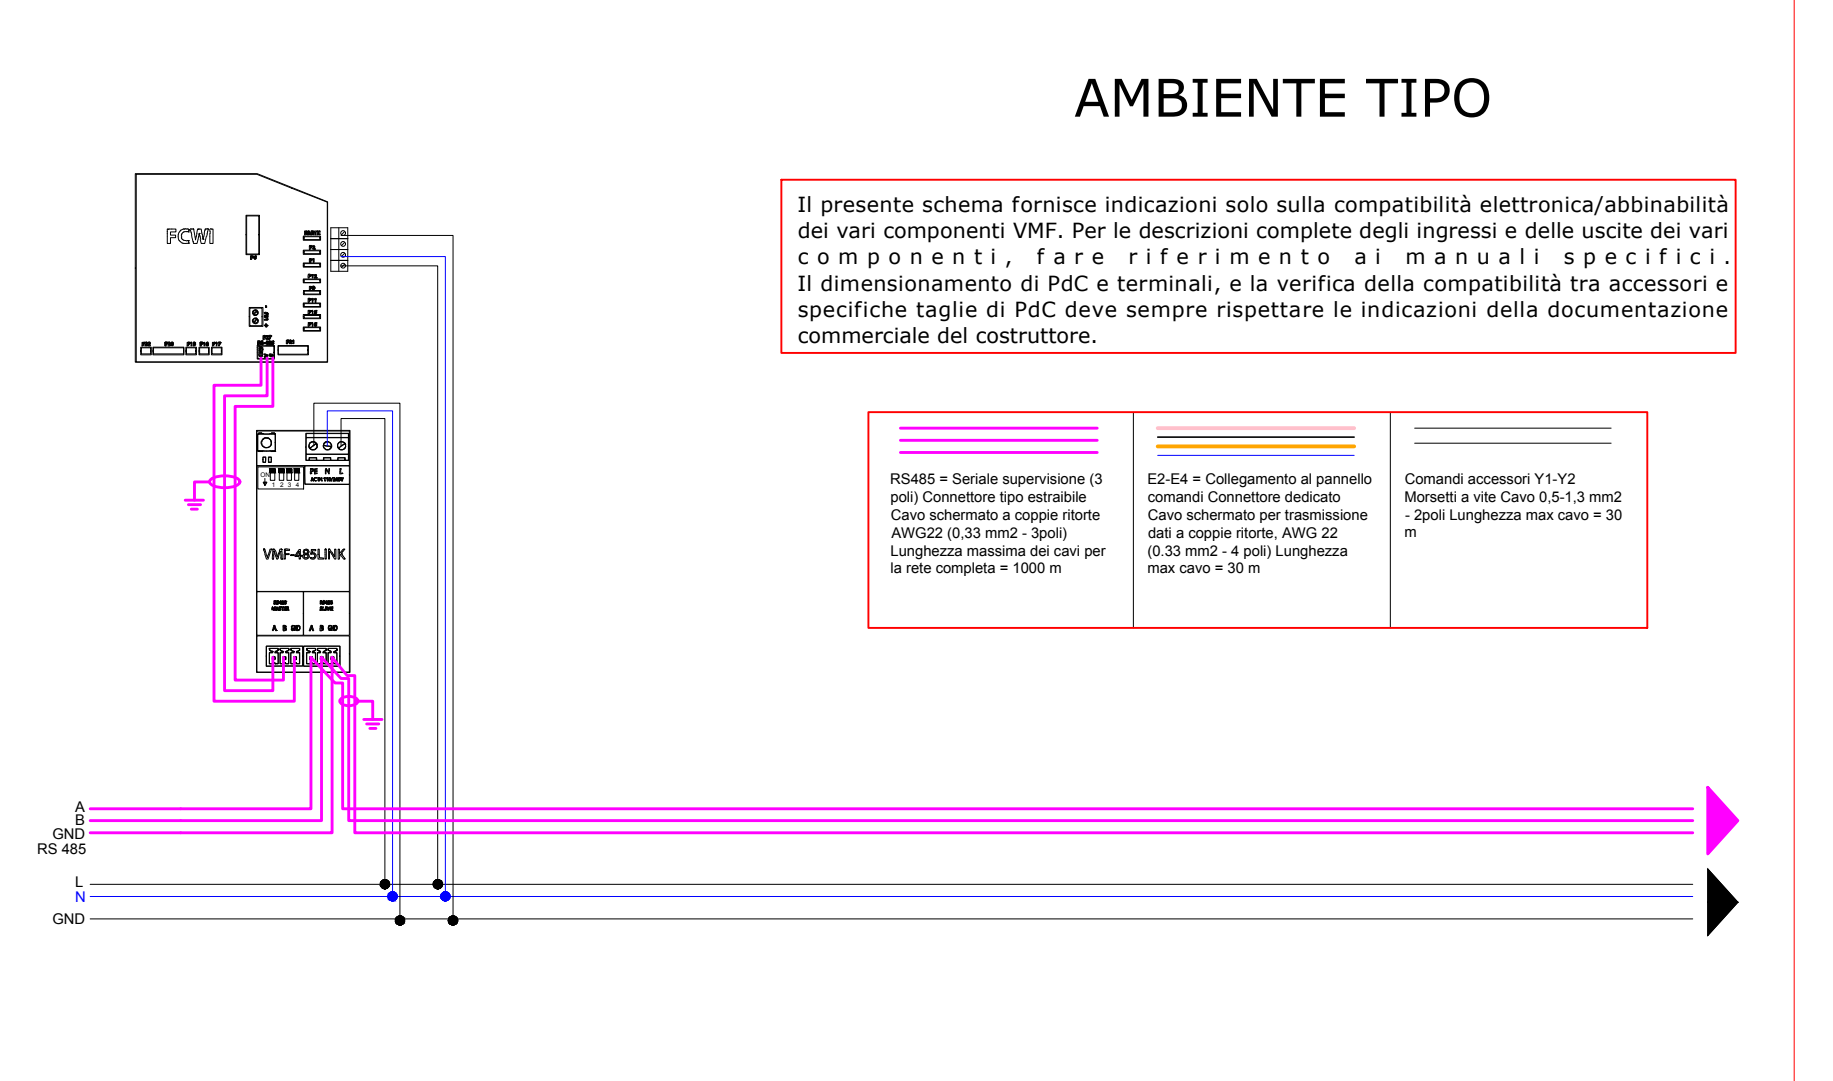 AMBIENTE TIPO
Il presente schema fornisce indicazioni solo sulla compatibilità elettronica/abbinabilità
dei vari componenti VMF. Per le descrizioni complete degli ingressi e delle uscite dei vari
componenti, fare riferimento ai manuali specifici.
Il dimensionamento di PdC e terminali, e la verifica della compatibilità tra accessori e
specifiche taglie di PdC deve sempre rispettare le indicazioni della documentazione
commerciale del costruttore.
FCWI
RS485 = Seriale supervisione (3
poli) Connettore tipo estraibile
Cavo schermato a coppie ritorte
AWG22 (0,33 mm2 - 3poli)
Lunghezza massima dei cavi per
la rete completa = 1000 m
E2-E4 = Collegamento al pannello
comandi Connettore dedicato
Cavo schermato per trasmissione
dati a coppie ritorte, AWG 22
(0.33 mm2 - 4 poli) Lunghezza
max cavo = 30 m
Comandi accessori Y1-Y2
Morsetti a vite Cavo 0,5-1,3 mm2
- 2poli Lunghezza max cavo = 30
m
PE N L
ON
1 2 3 4
VMF-485LINK
A B GND A B GND
A
B
GND
RS 485
L
N
GND